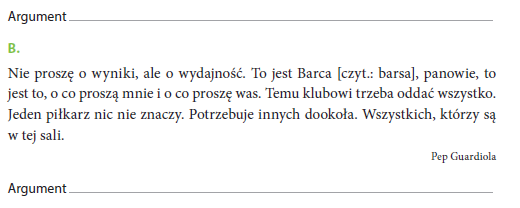 Argument
B.
Nie proszę o wyniki, ale o wydajność. To jest Barca [czyt.: barsa], panowie, to
jest to, o co proszą mnie i o co proszę was. Temu klubowi trzeba oddać wszystko.
Jeden piłkarz nic nie znaczy. Potrzebuje innych dookoła. Wszystkich, którzy są
w tej sali.
Pep Guardiola
Argument